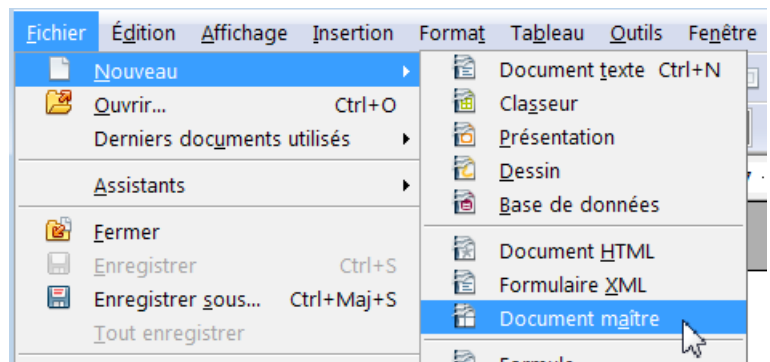 Fichier Édition Affichage Insertion Format Tableau Outils Fenêtre
Nouveau
Ouvrir... Ctrl+O
Derniers documents utilisés
Assistants
Fermer
Enregistrer Ctrl+S
Enregistrer sous... Ctrl+Maj+S
Tout enregistrer
Document texte Ctrl+N
Classeur
Présentation
Dessin
Base de données
Document HTML
Formulaire XML
Document maître
Formule